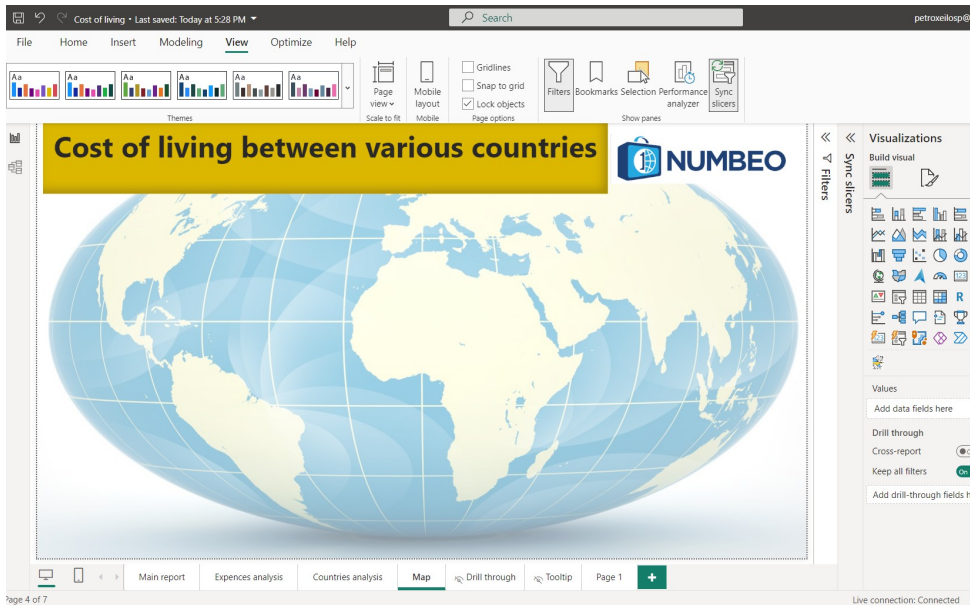 Cost of living • Last saved: Today at 5:28 PM
Search
petroxeilosp@
File Home Insert Modeling View Optimize Help
Aa Aa Aa Aa Aa Aa
Themes
Page view
Scale to fit
Mobile layout
Mobile
Gridlines
Snap to grid
Lock objects
Page options
Filters
Bookmarks
Selection
Performance analyzer
Sync slicers
Show panes
Cost of living between various countries
NUMBEO
Filters
Sync slicers
Visualizations
Build visual
123
R
Values
Add data fields here
Drill through
Cross-report
Keep all filters
On
Add drill-through fields h
Main report
Expences analysis
Countries analysis
Map
Drill through
Tooltip
Page 1
+
Page 4 of 7
Live connection: Connected